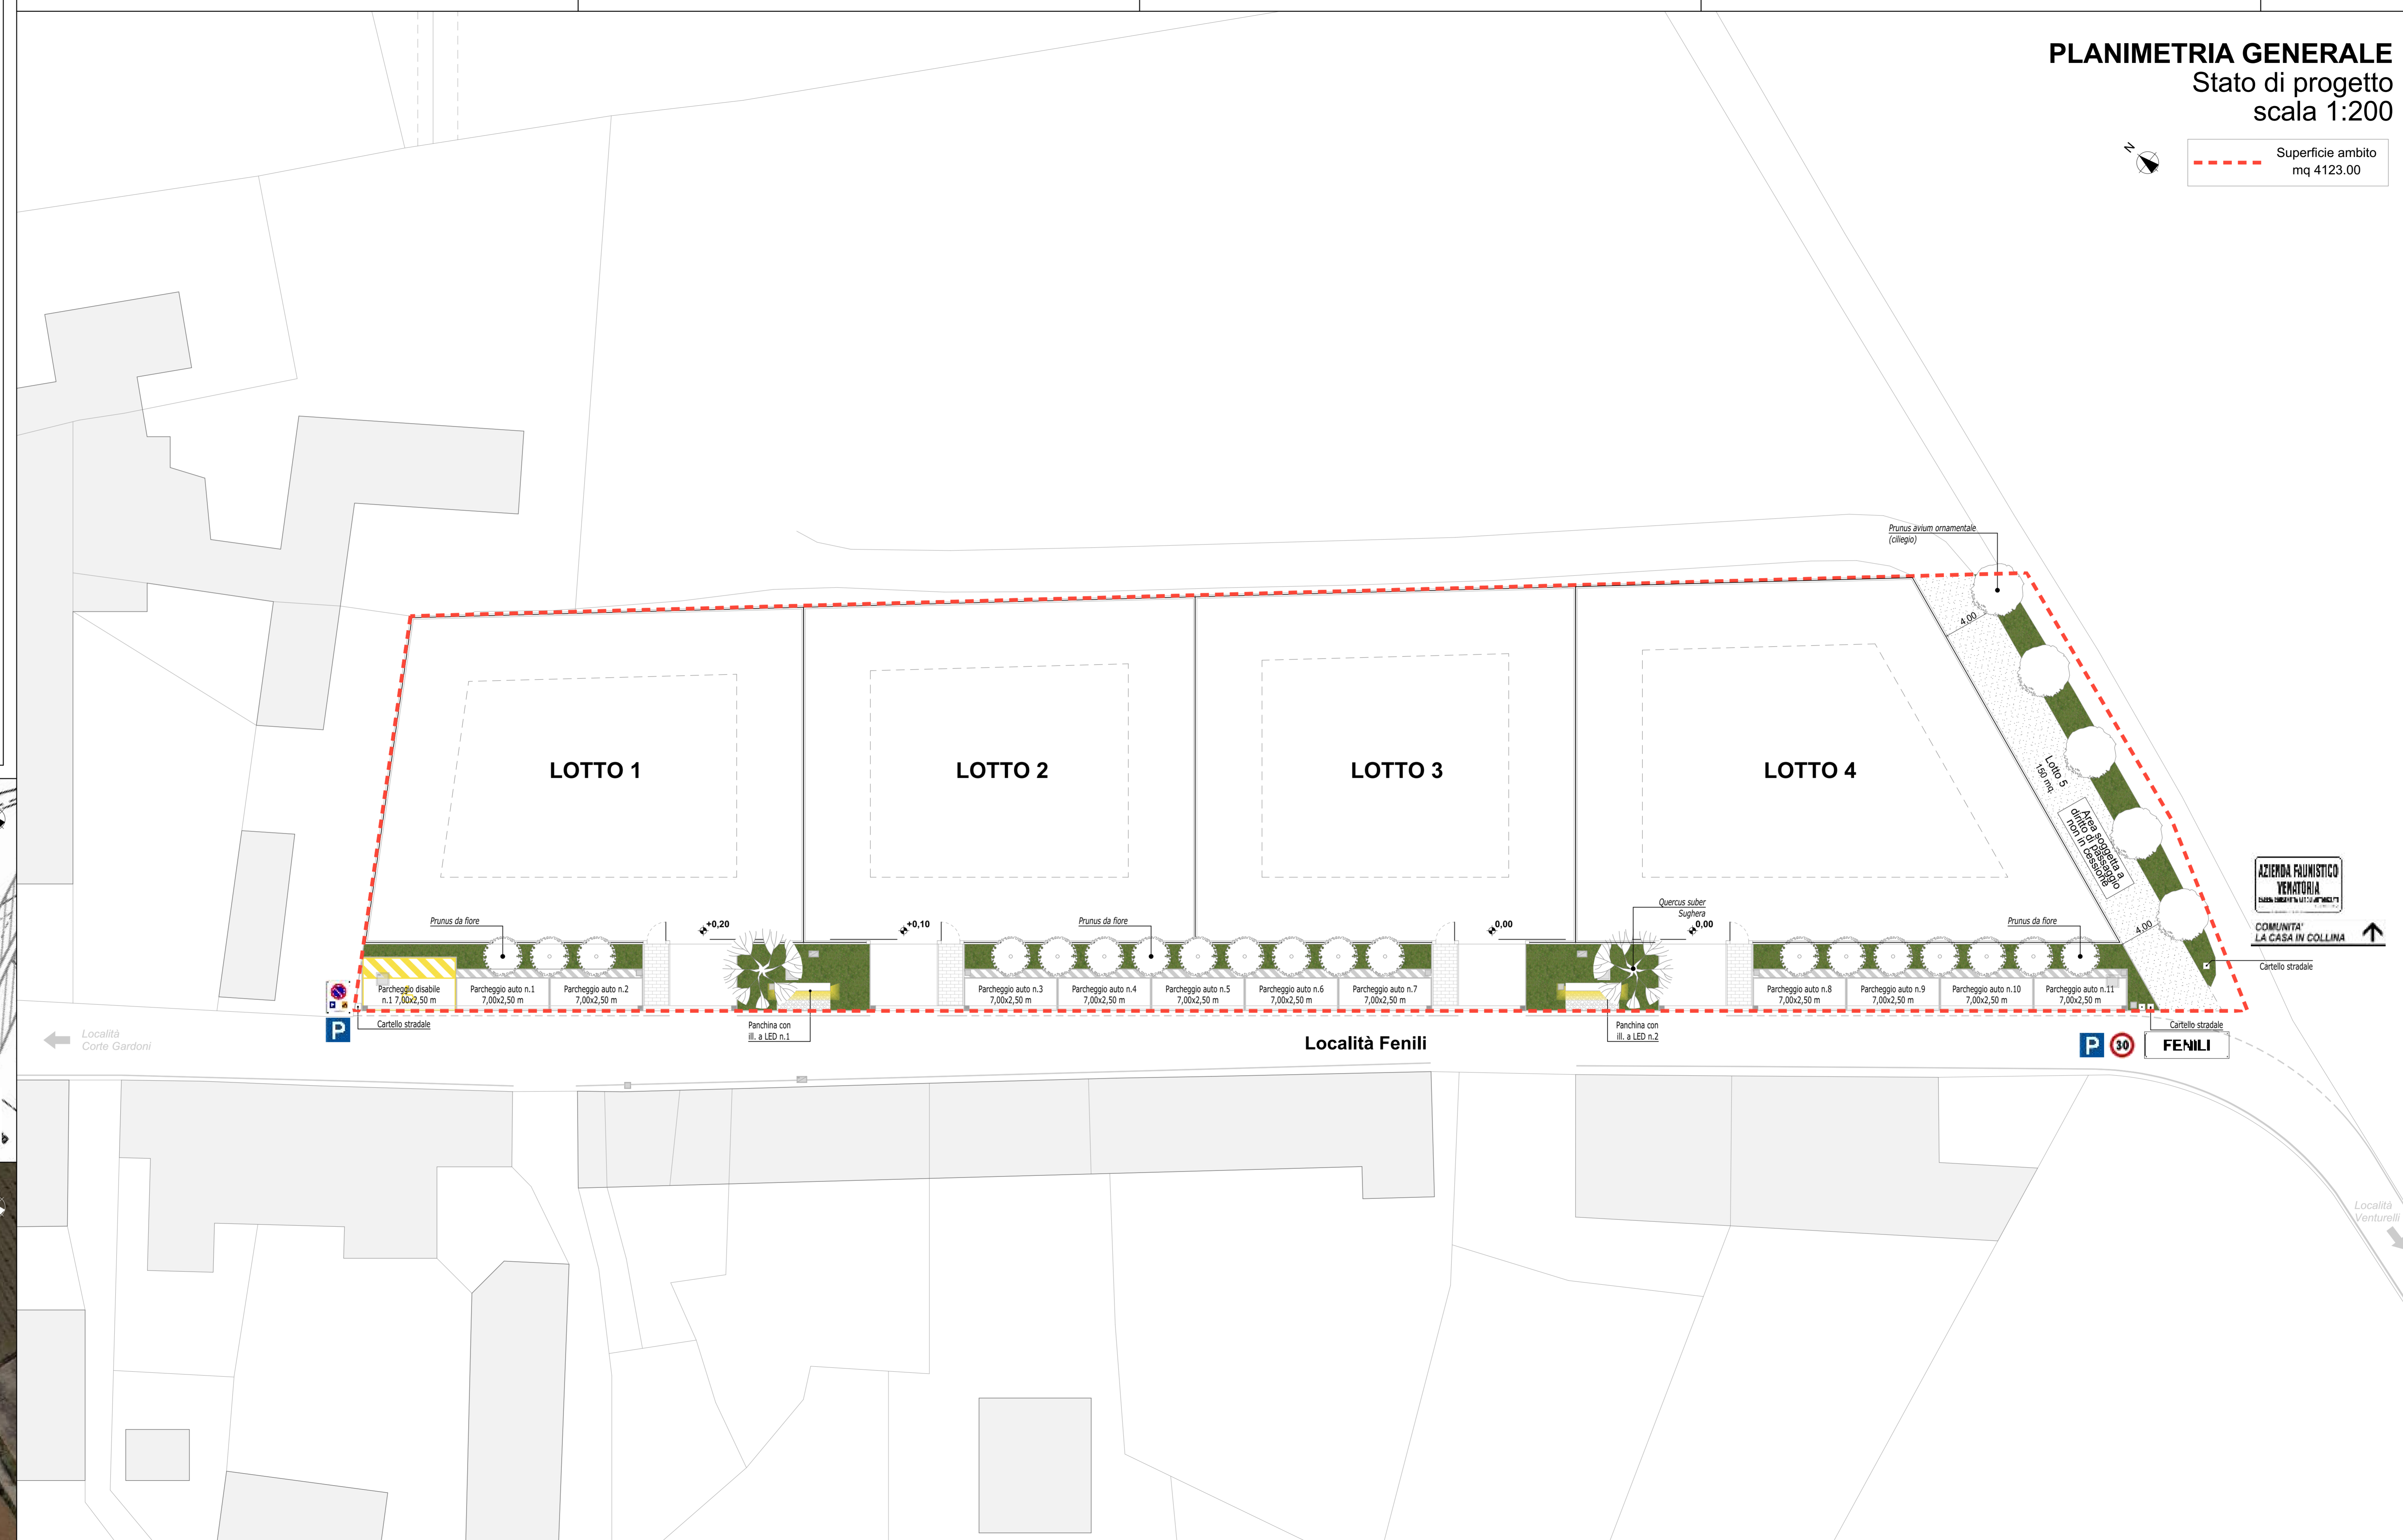 PLANIMETRIA GENERALE
Stato di progetto
scala 1:200
N
Superficie ambito
mq 4123.00
Prunus avium ornamentale
(ciliegio)
4,00
LOTTO 1
LOTTO 2
LOTTO 3
LOTTO 4
Lotto 5
150 mq.
Area soggetta a
diritto di passaggio
non in cessione
4,00
AZIENDA FAUNISTICO
VENATORIA
COMUNITA'
LA CASA IN COLLINA
Cartello stradale
Quercus suber
Sughera
Prunus da fiore
+0,20
+0,10
Prunus da fiore
0,00
0,00
Prunus da fiore
Parcheggio disabile
n.1 7,00x2,50 m
Parcheggio auto n.1
7,00x2,50 m
Parcheggio auto n.2
7,00x2,50 m
Parcheggio auto n.3
7,00x2,50 m
Parcheggio auto n.4
7,00x2,50 m
Parcheggio auto n.5
7,00x2,50 m
Parcheggio auto n.6
7,00x2,50 m
Parcheggio auto n.7
7,00x2,50 m
Parcheggio auto n.8
7,00x2,50 m
Parcheggio auto n.9
7,00x2,50 m
Parcheggio auto n.10
7,00x2,50 m
Parcheggio auto n.11
7,00x2,50 m
P
Cartello stradale
Panchina con
ill. a LED n.1
Panchina con
ill. a LED n.2
Cartello stradale
Località
Corte Gardoni
Località Fenili
P
30
FENILI
Località
Venturelli